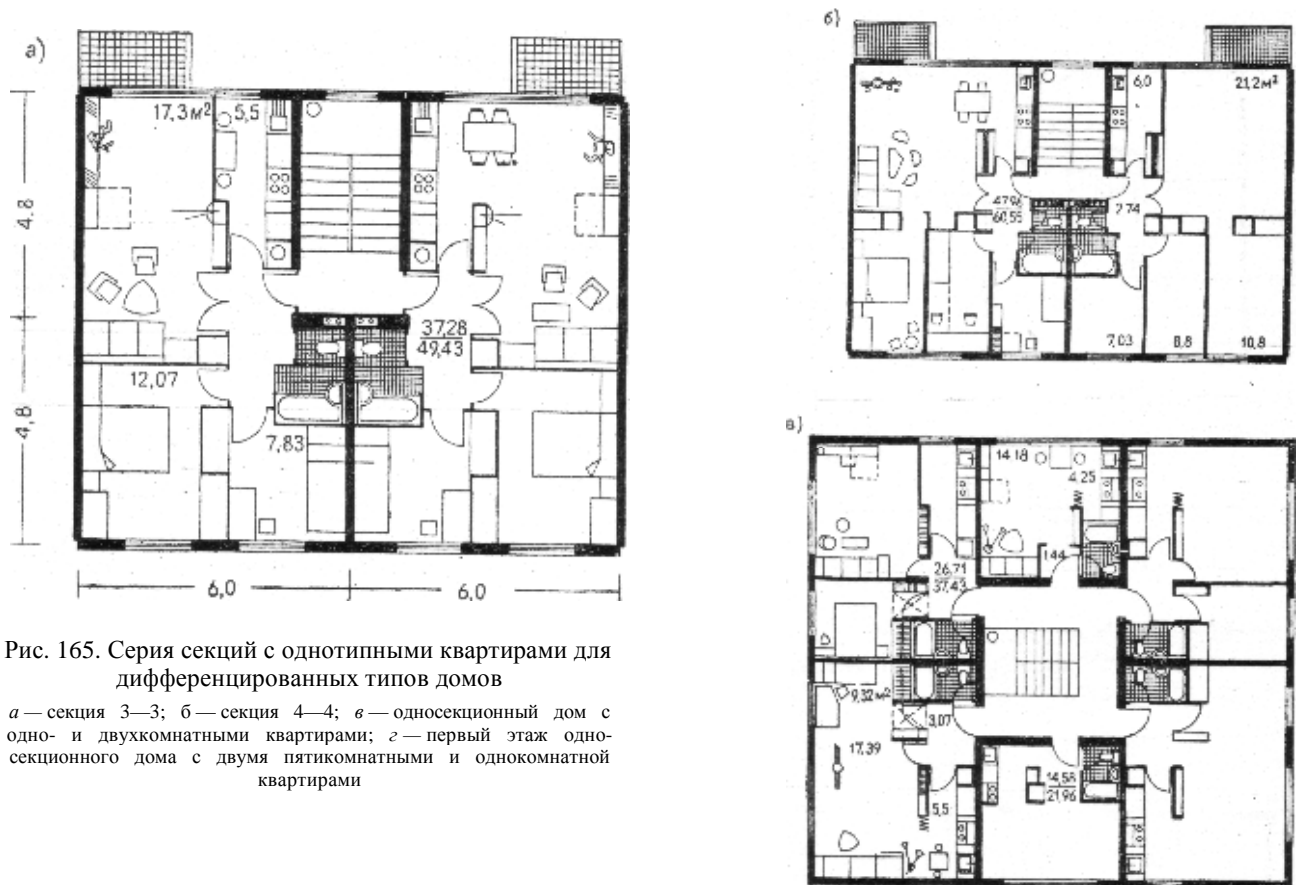 а)
17,3 м²
5,5
4,8
37,28
49,43
12,07
7,83
4,8
6,0
6,0
Рис. 165. Серия секций с однотипными квартирами для
дифференцированных типов домов
а — секция 3—3; б — секция 4—4; в — односекционный дом с
одно- и двухкомнатными квартирами; г — первый этаж одно-
секционного дома с двумя пятикомнатными и однокомнатной
квартирами
б)
6,0
21,2 м²
47,96
60,55
2,74
7,03
8,8
10,8
в)
14,18
4,25
1,44
26,71
37,43
9,32 м²
3,07
17,39
14,58
21,96
5,5